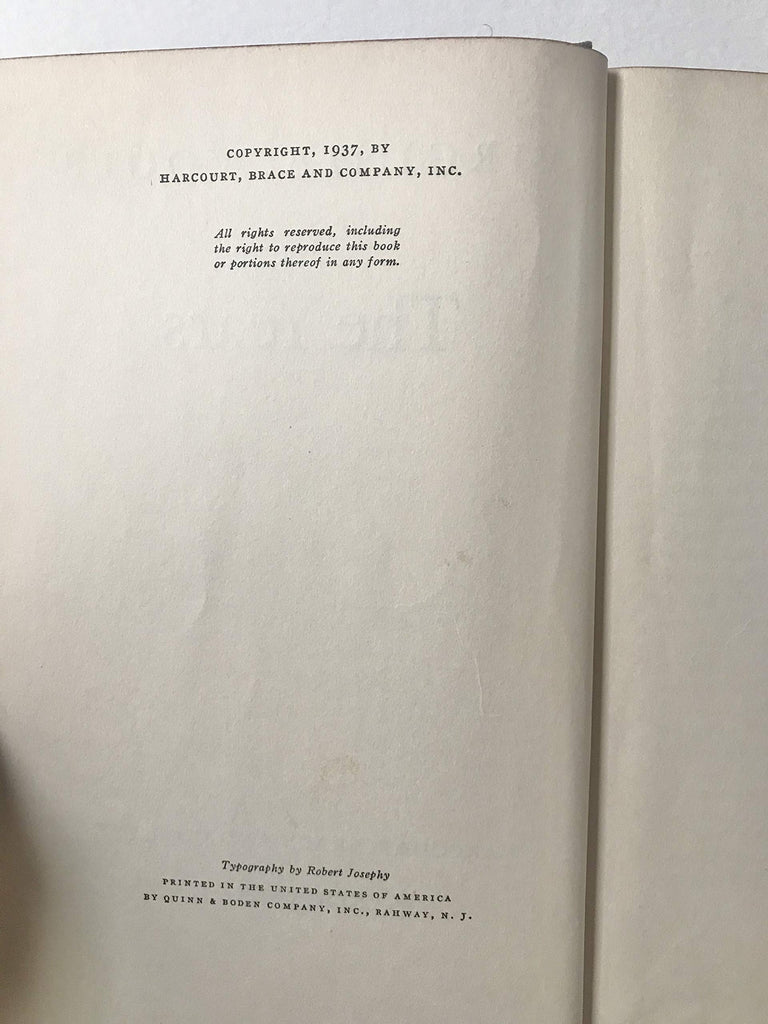 COPYRIGHT, 1937, BY
HARCOURT, BRACE AND COMPANY, INC.
All rights reserved, including
the right to reproduce this book
or portions thereof in any form.
Typography by Robert Josephy
PRINTED IN THE UNITED STATES OF AMERICA
BY QUINN & BODEN COMPANY, INC., RAHWAY, N. J.